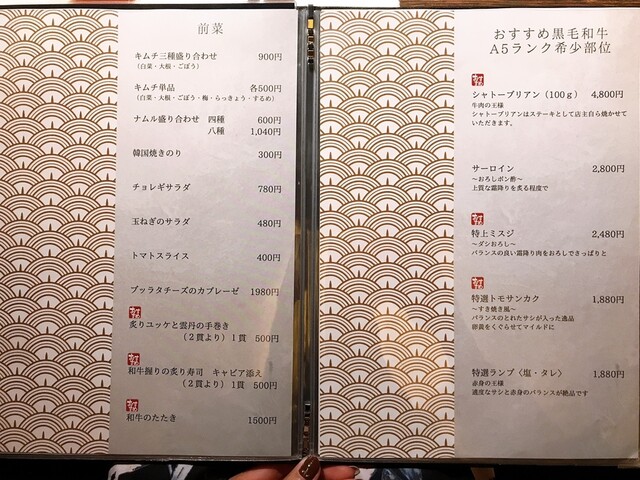 前菜
キムチ三種盛り合わせ 900円
（白菜・大根・ごぼう）
キムチ単品 各500円
（白菜・大根・ごぼう・梅・らっきょう・するめ）
ナムル盛り合わせ 四種 600円
八種 1,040円
韓国焼きのり 300円
チョレギサラダ 780円
玉ねぎのサラダ 480円
トマトスライス 400円
ブッラタチーズのカプレーゼ 1980円
炙りユッケと雲丹の手巻き
（2貫より）1貫 500円
和牛握りの炙り寿司 キャビア添え
（2貫より）1貫 500円
和牛のたたき 1500円
おすすめ黒毛和牛
A5ランク希少部位
シャトーブリアン（100g） 4,800円
牛肉の王様
シャトーブリアンはステーキとして店主自ら焼かせて
いただきます。
サーロイン 2,800円
～おろしポン酢～
上質な霜降りを炙る程度で
特上ミスジ 2,480円
～ダシおろし～
バランスの良い霜降り肉をおろしでさっぱりと
特選トモサンカク 1,880円
～すき焼き風～
バランスのとれたサシが入った逸品
卵黄をくぐらせてマイルドに
特選ランプ〈塩・タレ〉 1,880円
赤身の王様
適度なサシと赤身のバランスが絶品です